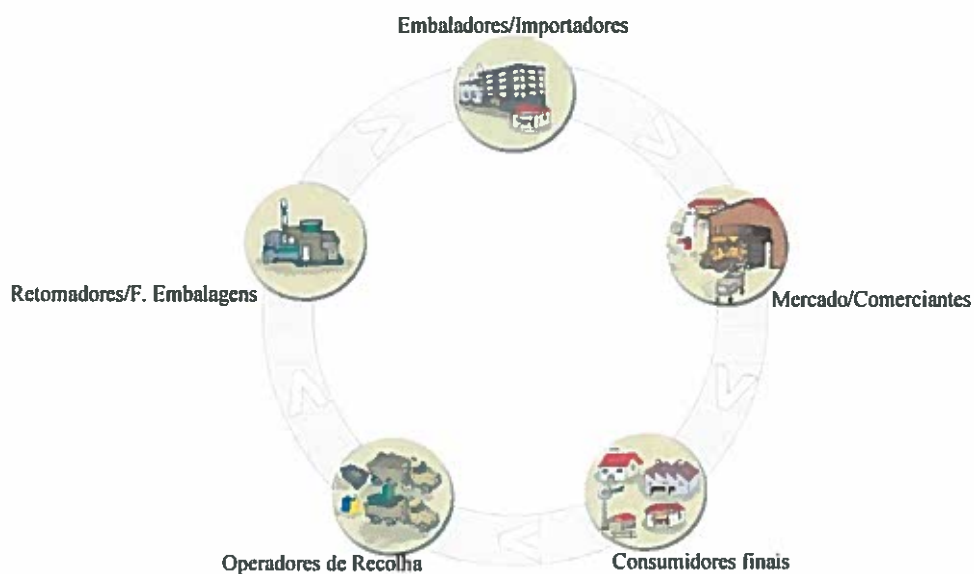 Embaladores/Importadores
Retomadores/F. Embalagens
Mercado/Comerciantes
Operadores de Recolha
Consumidores finais